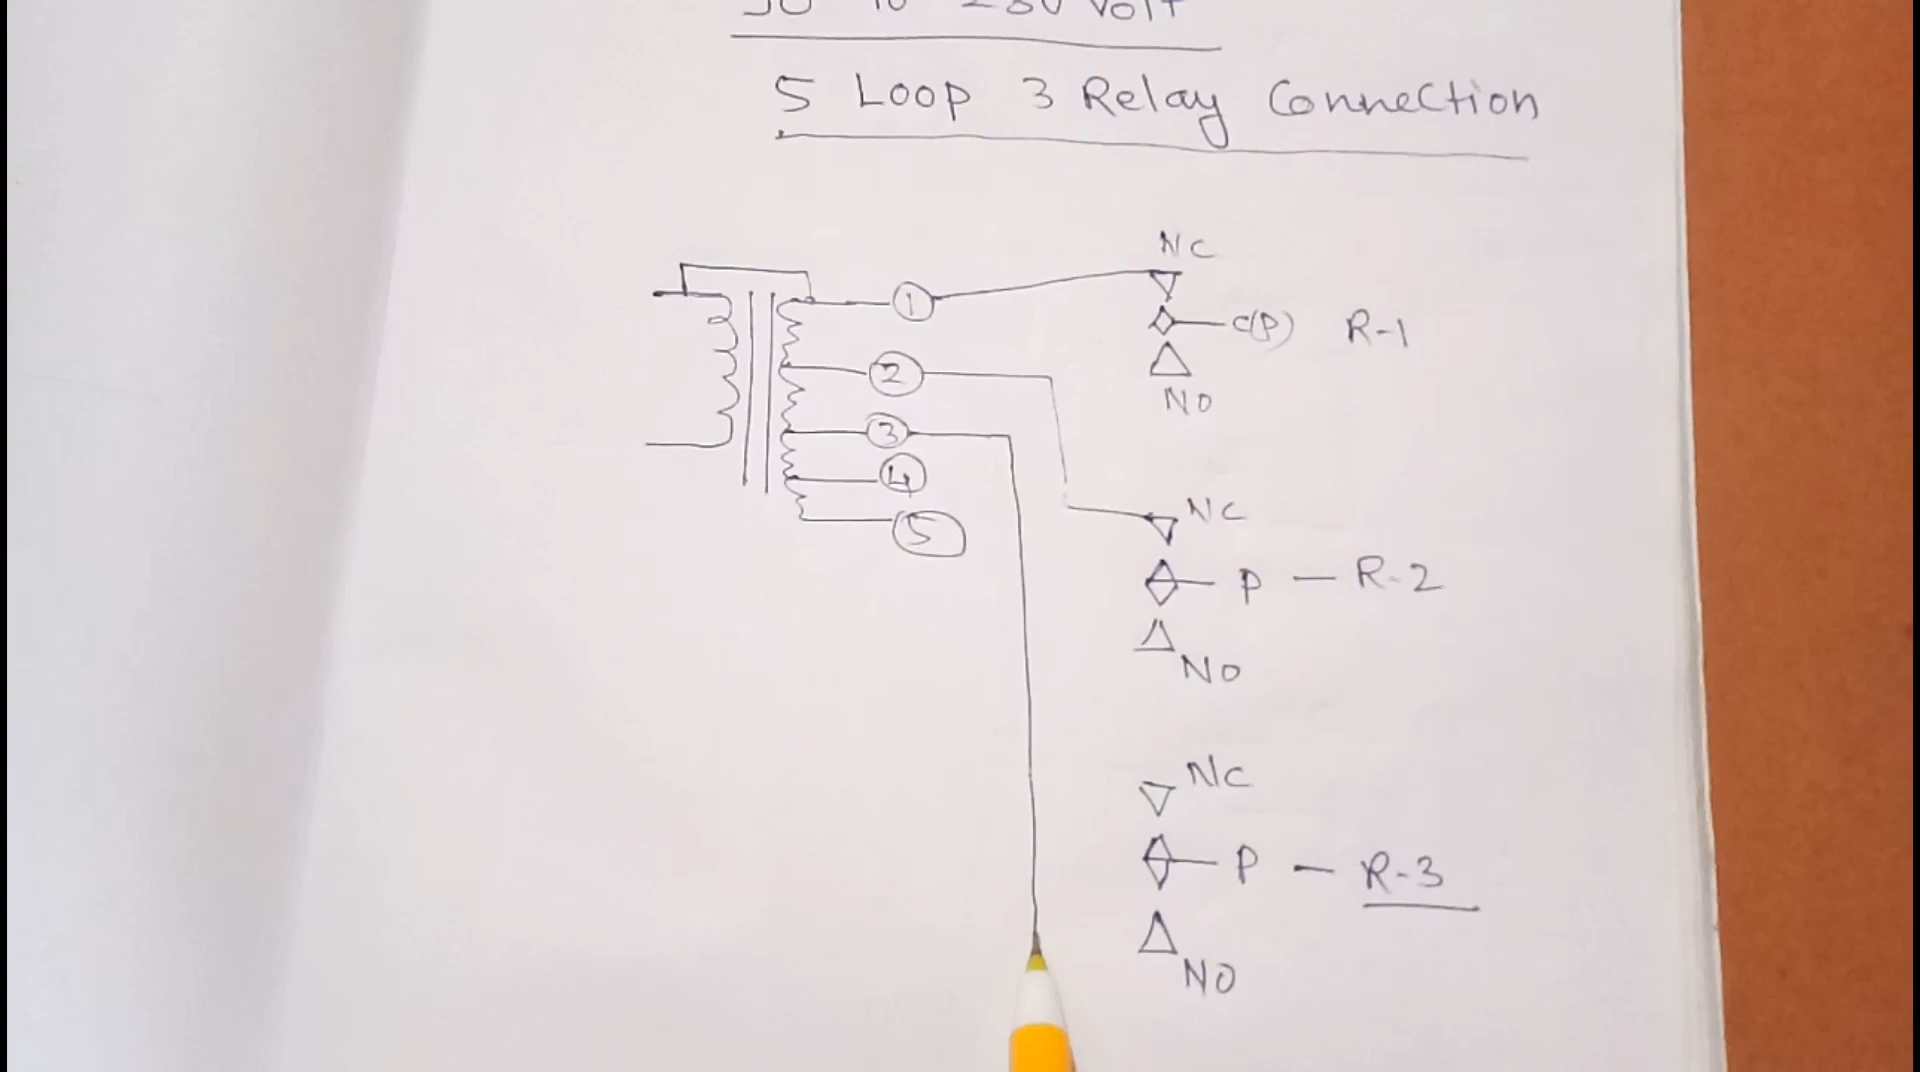 5 Loop 3 Relay Connection
NC
1
C(P) R-1
2
NO
3
4
NC
5
P — R-2
NO
NC
P — R-3
NO